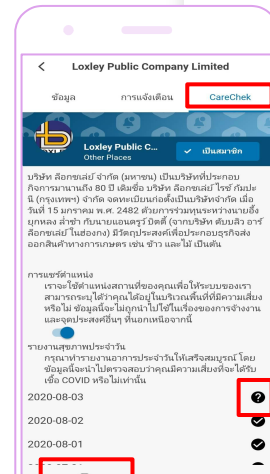 Loxley Public Company Limited
ข้อมูล การแจ้งเตือน CareChek
Loxley Public C...
Other Places
เป็นสมาชิก
บริษัท ล็อกซเล่ย์ จำกัด (มหาชน) เป็นบริษัทที่ประกอบ
กิจการมานานถึง 80 ปี เดิมชื่อ บริษัท ล็อกซเล่ย์ ไรซ์ กัมปะ
นี (กรุงเทพฯ) จำกัด จดทะเบียนก่อตั้งเป็นบริษัทจำกัด เมื่อ
วันที่ 15 มกราคม พ.ศ. 2482 ด้วยการร่วมทุนระหว่างนายอึ้ง
ยุกหลง ล่ำซำ กับนายแอนดรูว์ บิตตี้ (จากบริษัท ดับบลิว อาร์
ล็อกซเล่ย์ ในฮ่องกง) มีวัตถุประสงค์เพื่อประกอบธุรกิจส่ง
ออกสินค้าทางการเกษตร เช่น ข้าว และไม้ เป็นต้น
การแชร์ตำแหน่ง
เราจะใช้ตำแหน่งสถานที่ของคุณเพื่อให้ระบบของเรา
สามารถระบุได้ว่าคุณได้อยู่ในบริเวณพื้นที่ที่มีความเสี่ยง
หรือไม่ ข้อมูลนี้จะไม่ถูกนำไปใช้ในเรื่องของการจ้างงาน
และจุดประสงค์อื่นๆ ที่นอกเหนือจากนี้
รายงานสุขภาพประจำวัน
กรุณาทำรายงานอาการประจำวันให้เสร็จสมบูรณ์ โดย
ข้อมูลนี้จะนำไปตรวจสอบว่าคุณมีความเสี่ยงที่จะได้รับ
เชื้อ COVID หรือไม่เท่านั้น
2020-08-03
2020-08-02
2020-08-01